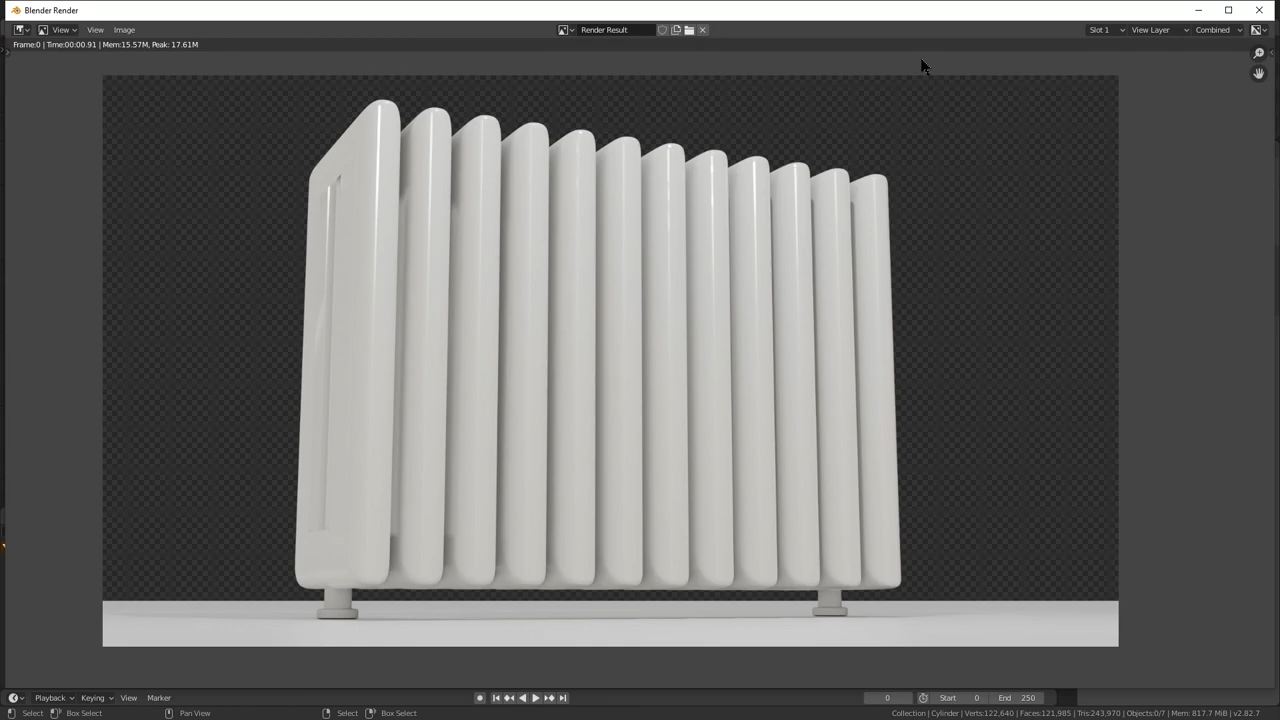 Blender Render
View View Image Render Result Slot 1 View Layer Combined
Frame:0 | Time:00:00.91 | Mem:15.57M, Peak: 17.61M
Playback Keying View Marker 0 Start 0 End 250
Select Box Select Pan View Select Box Select Collection | Cylinder | Verts:122,640 | Faces:121,985 | Tris:243,970 | Objects:0/7 | Mem: 817.7 MiB | v2.82.7